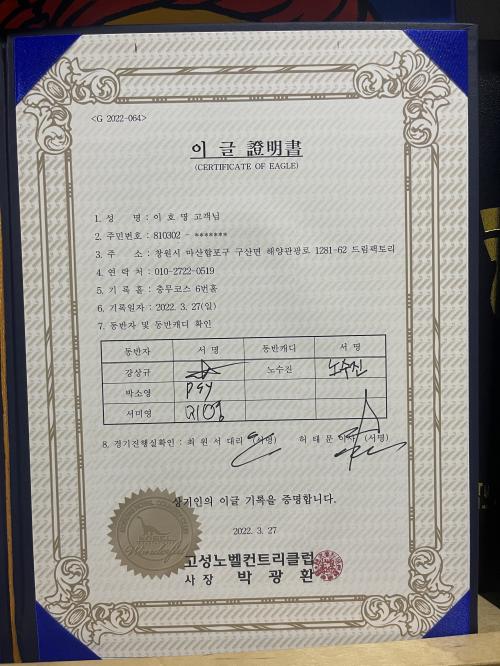 <G 2022-064>
이 글 證明書
(CERTIFICATE OF EAGLE)
1. 성 명 : 이 호 명 고객님
2. 주민번호 : 810302 - *******
3. 주 소 : 창원시 마산합포구 구산면 해양관광로 1281-62 드림팩토리
4. 연 락 처 : 010-2722-0519
5. 기 록 홀 : 충무코스 6번홀
6. 기록일자 : 2022. 3. 27(일)
7. 동반자 및 동반캐디 확인
동반자 서 명 동반캐디 서 명
강상규 노수진 노수진
박소영 PSY
서미영 미영
8. 경기진행실확인 : 최 원 서 대리 (서명) 허 태 문 이사 (서명)
상기인의 이글 기록을 증명합니다.
2022. 3. 27
NOBEL
Wonderful
고성노벨컨트리클럽
사 장 박 광 환